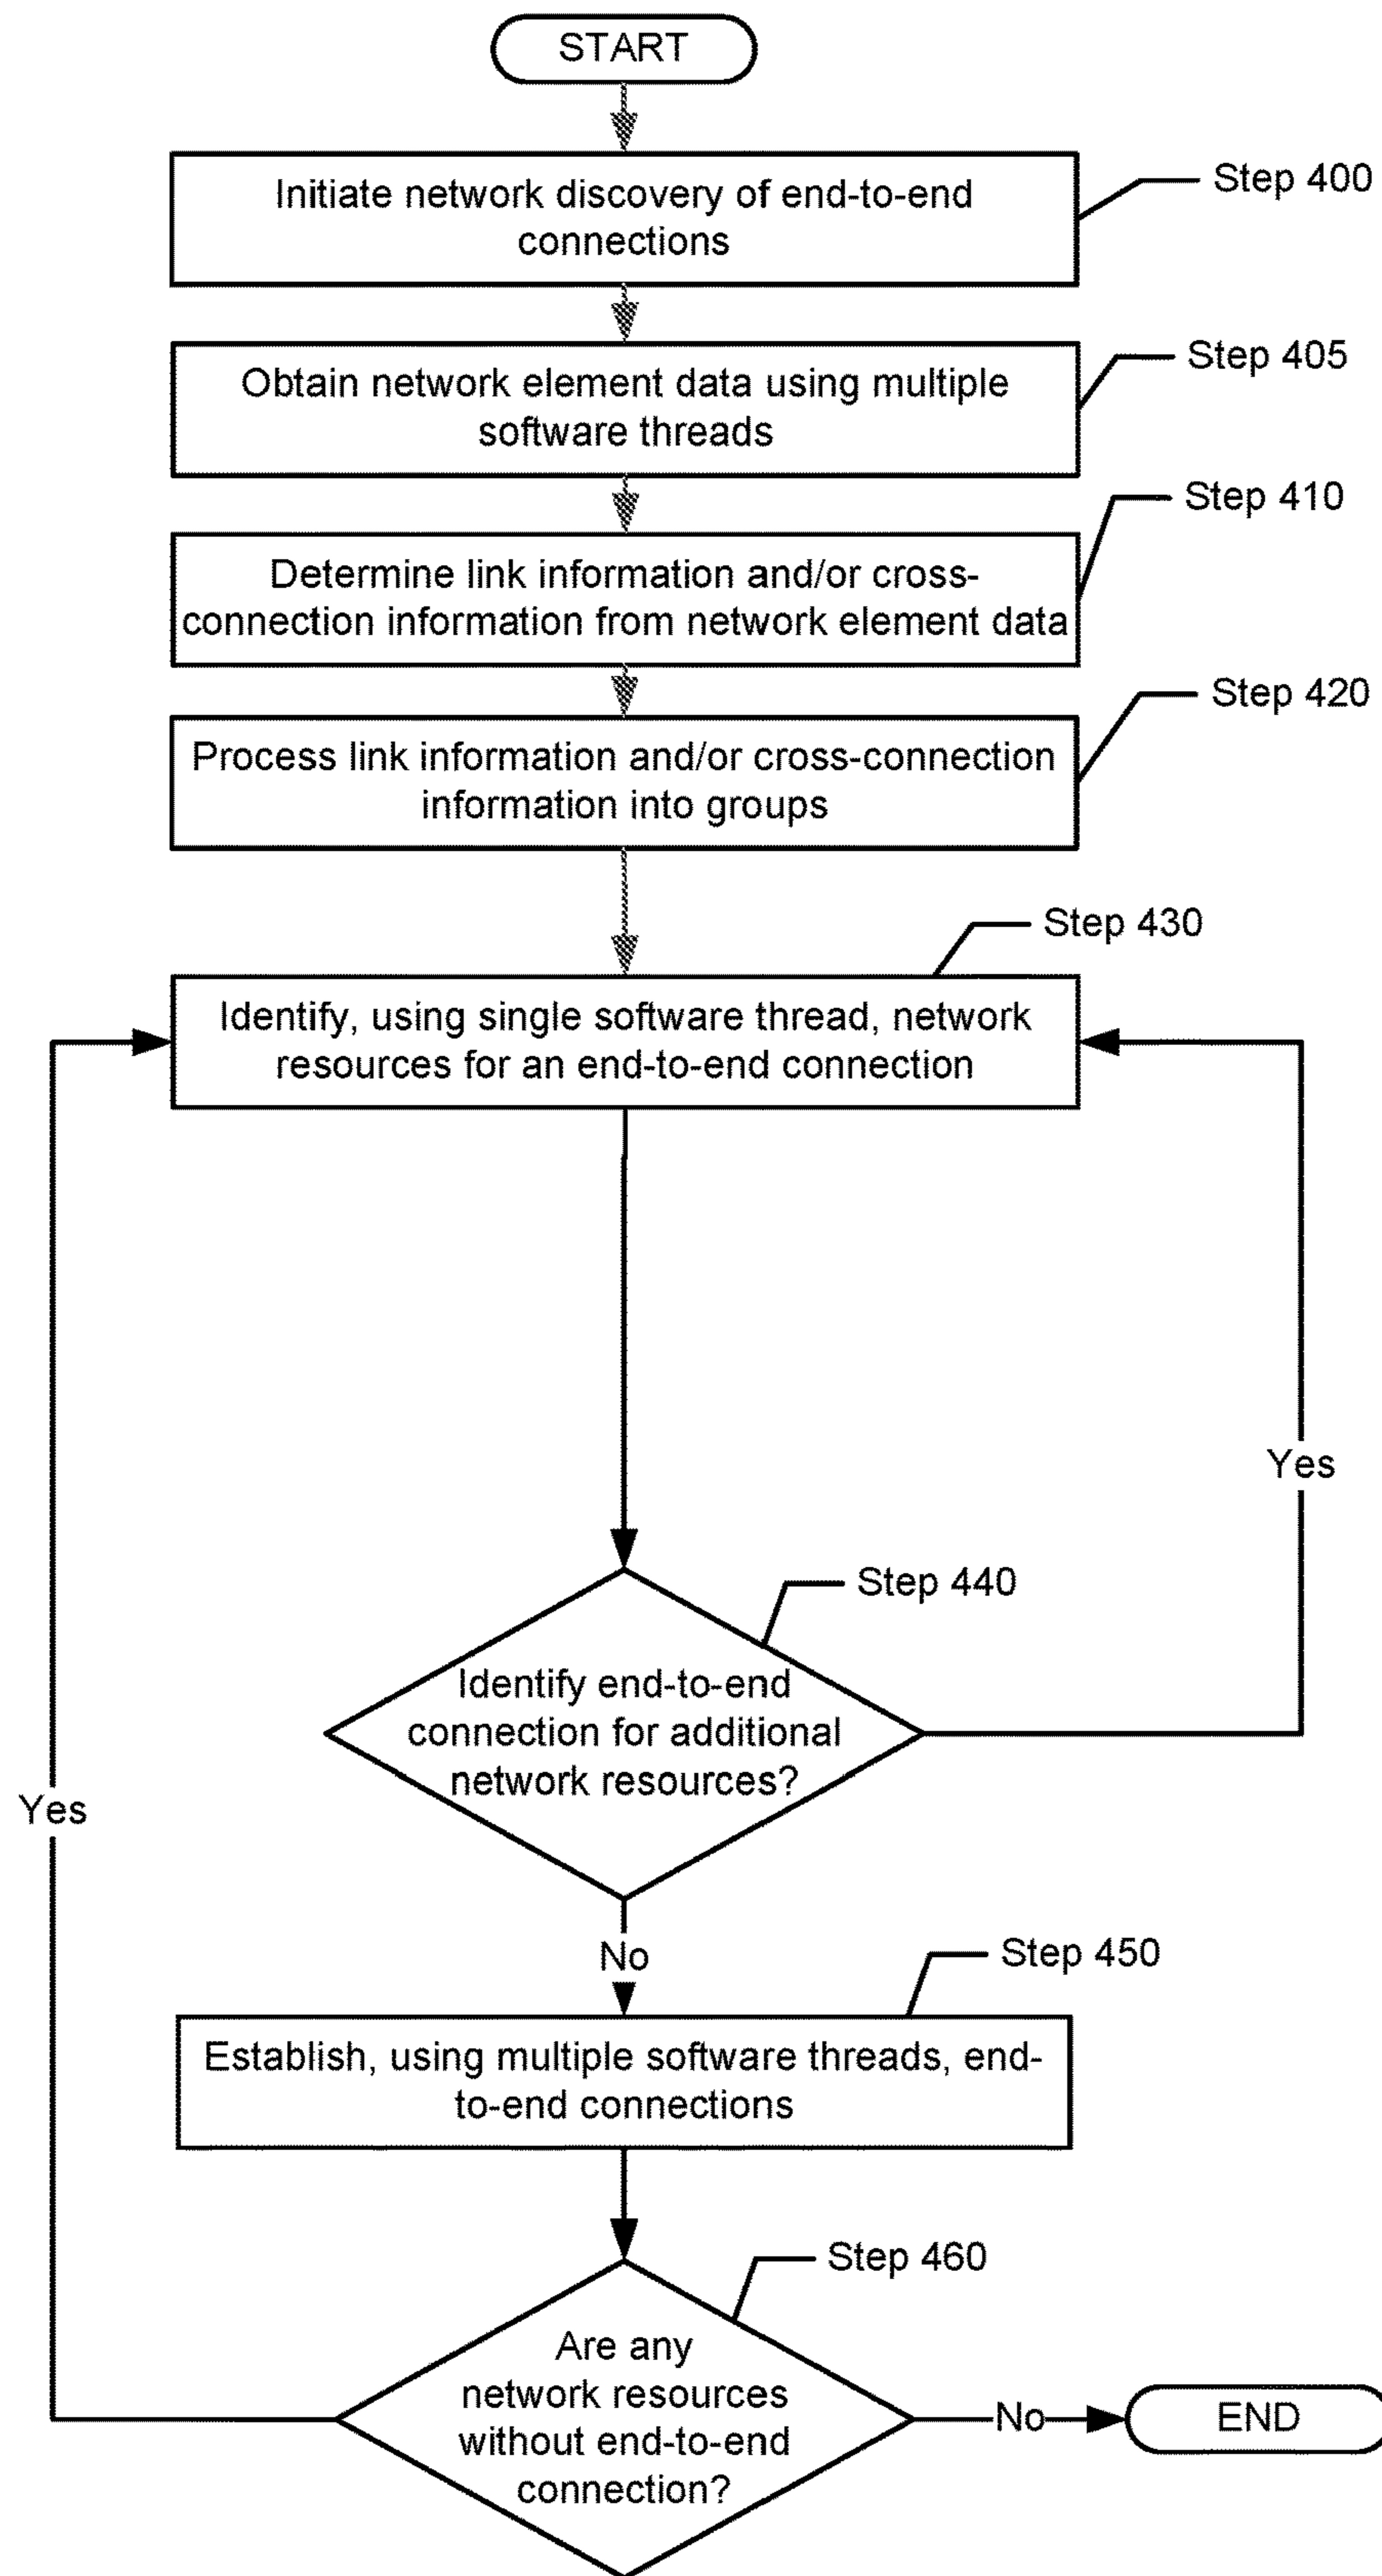 START
Initiate network discovery of end-to-end
connections
Step 400
Obtain network element data using multiple
software threads
Step 405
Determine link information and/or cross-
connection information from network element data
Step 410
Process link information and/or cross-connection
information into groups
Step 420
Identify, using single software thread, network
resources for an end-to-end connection
Step 430
Yes
Identify end-to-end
connection for additional
network resources?
Step 440
Yes
No
Establish, using multiple software threads, end-
to-end connections
Step 450
Are any
network resources
without end-to-end
connection?
Step 460
No
END